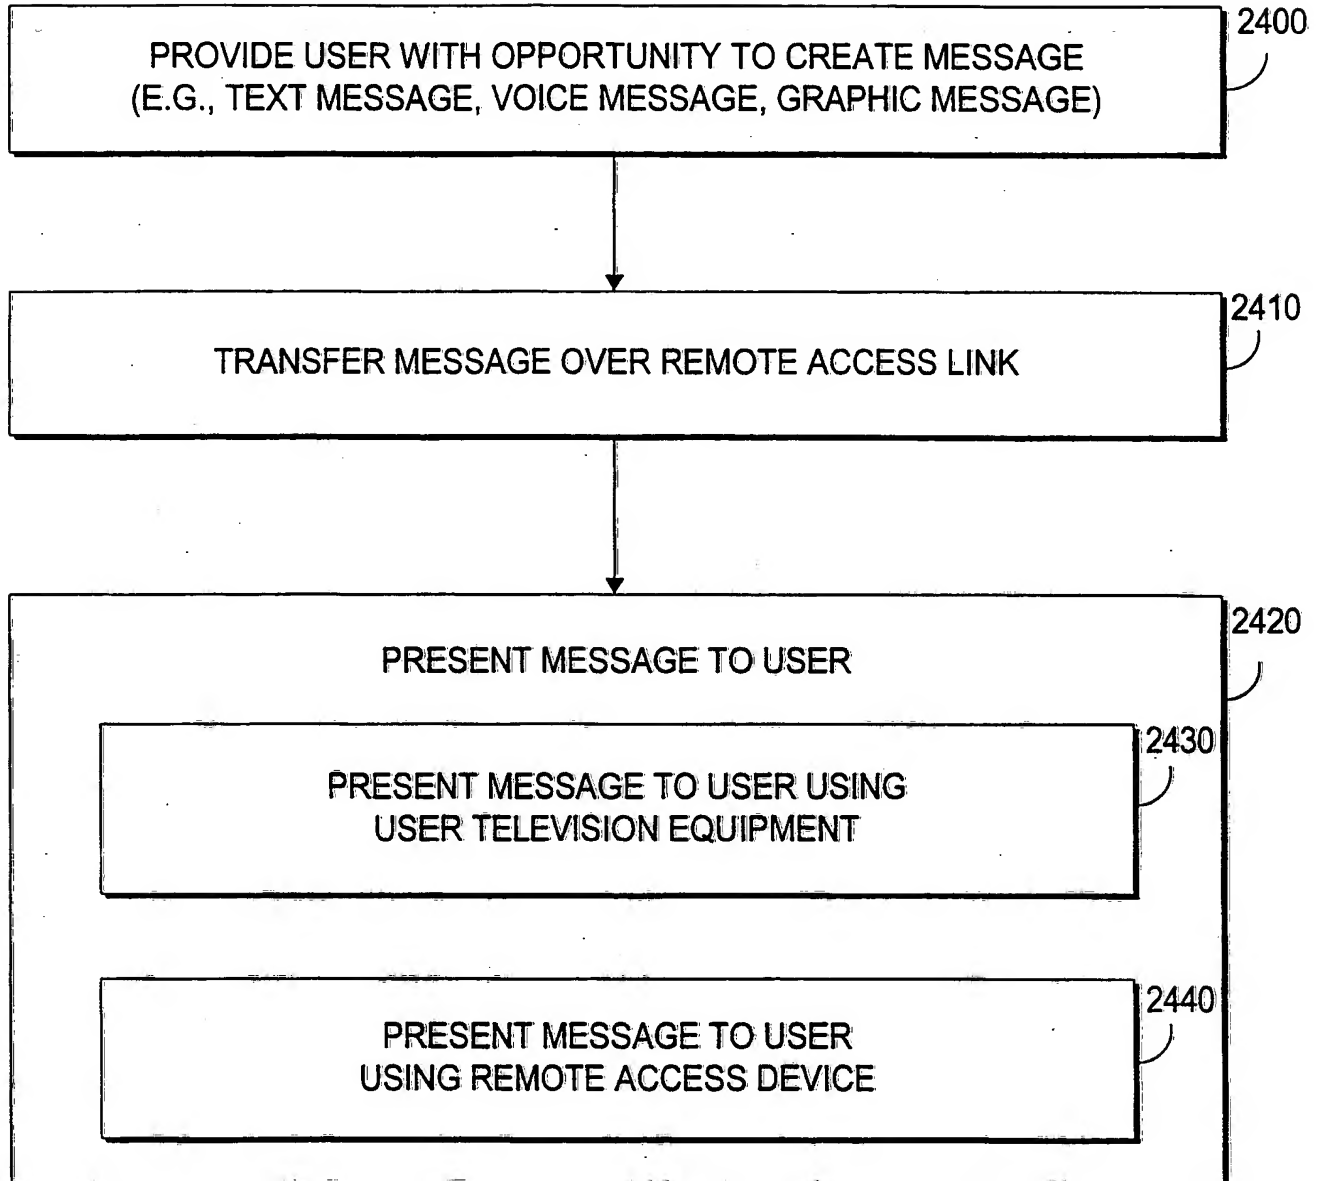 2400
PROVIDE USER WITH OPPORTUNITY TO CREATE MESSAGE
(E.G., TEXT MESSAGE, VOICE MESSAGE, GRAPHIC MESSAGE)
2410
TRANSFER MESSAGE OVER REMOTE ACCESS LINK
2420
PRESENT MESSAGE TO USER
2430
PRESENT MESSAGE TO USER USING
USER TELEVISION EQUIPMENT
2440
PRESENT MESSAGE TO USER
USING REMOTE ACCESS DEVICE